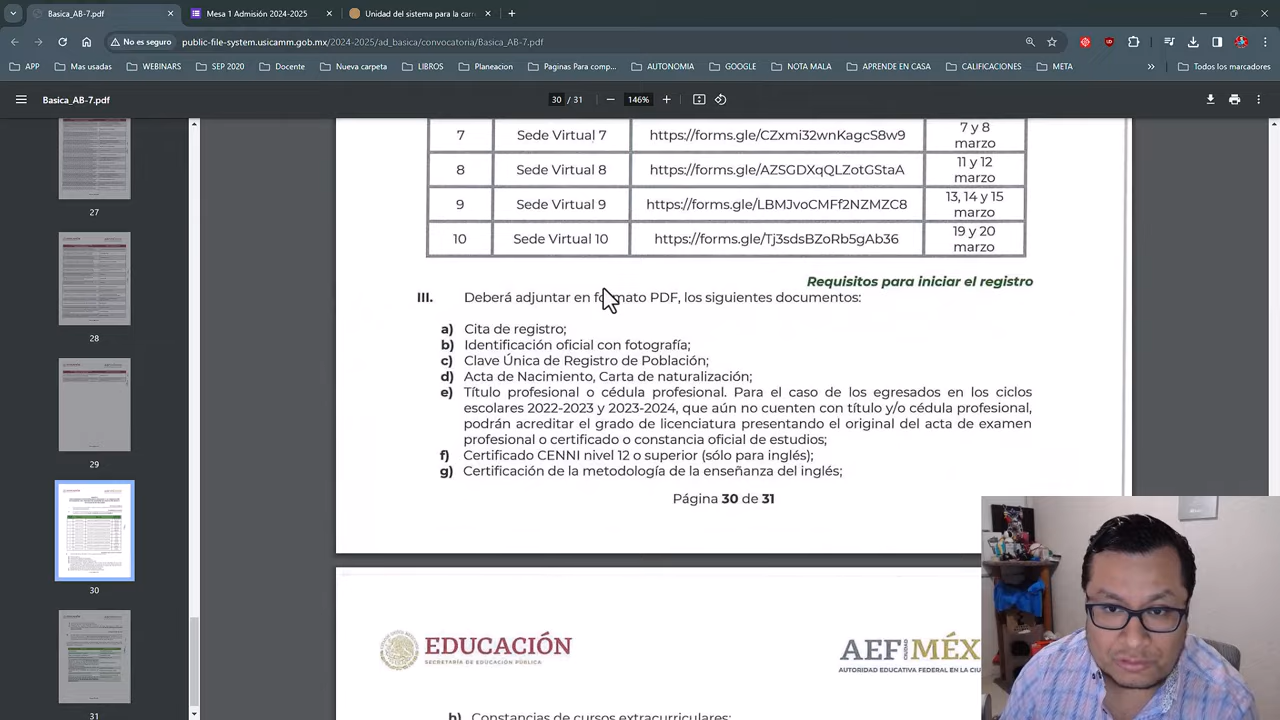 Basica_AB-7.pdf
Mesa 1 Admisión 2024-2025
Unidad del sistema para la carr
No es seguro
public-file-system.usicamm.gob.mx/2024-2025/ad_basica/convocatoria/Basica_AB-7.pdf
APP
Mas usadas
WEBINARS
SEP 2020
Docente
Nueva carpeta
LIBROS
Planeacion
Paginas Para comp...
AUTONOMIA
GOOGLE
NOTA MALA
APRENDE EN CASA
CALIFICACIONES
META
Todos los marcadores
Basica_AB-7.pdf
30 / 31
146%
27
28
29
30
31
7 Sede Virtual 7 https://forms.gle/CZxmi32wnKagcS8w9 7 y 8 marzo
8 Sede Virtual 8 https://forms.gle/AZSGDXqQLZotGStaA 11 y 12 marzo
9 Sede Virtual 9 https://forms.gle/LBMJvoCMFf2NZMZC8 13, 14 y 15 marzo
10 Sede Virtual 10 https://forms.gle/Tj3sdsBZoRb5gAb36 19 y 20 marzo
Requisitos para iniciar el registro
III. Deberá adjuntar en formato PDF, los siguientes documentos:
a) Cita de registro;
b) Identificación oficial con fotografía;
c) Clave Única de Registro de Población;
d) Acta de Nacimiento, Carta de naturalización;
e) Título profesional o cédula profesional. Para el caso de los egresados en los ciclos
escolares 2022-2023 y 2023-2024, que aún no cuenten con título y/o cédula profesional,
podrán acreditar el grado de licenciatura presentando el original del acta de examen
profesional o certificado o constancia oficial de estudios;
f) Certificado CENNI nivel 12 o superior (sólo para inglés);
g) Certificación de la metodología de la enseñanza del inglés;
Página 30 de 31
EDUCACIÓN
SECRETARÍA DE EDUCACIÓN PÚBLICA
AEF MÉX
AUTORIDAD EDUCATIVA FEDERAL EN LA CIU
h) Constancias de cursos extracurriculares;